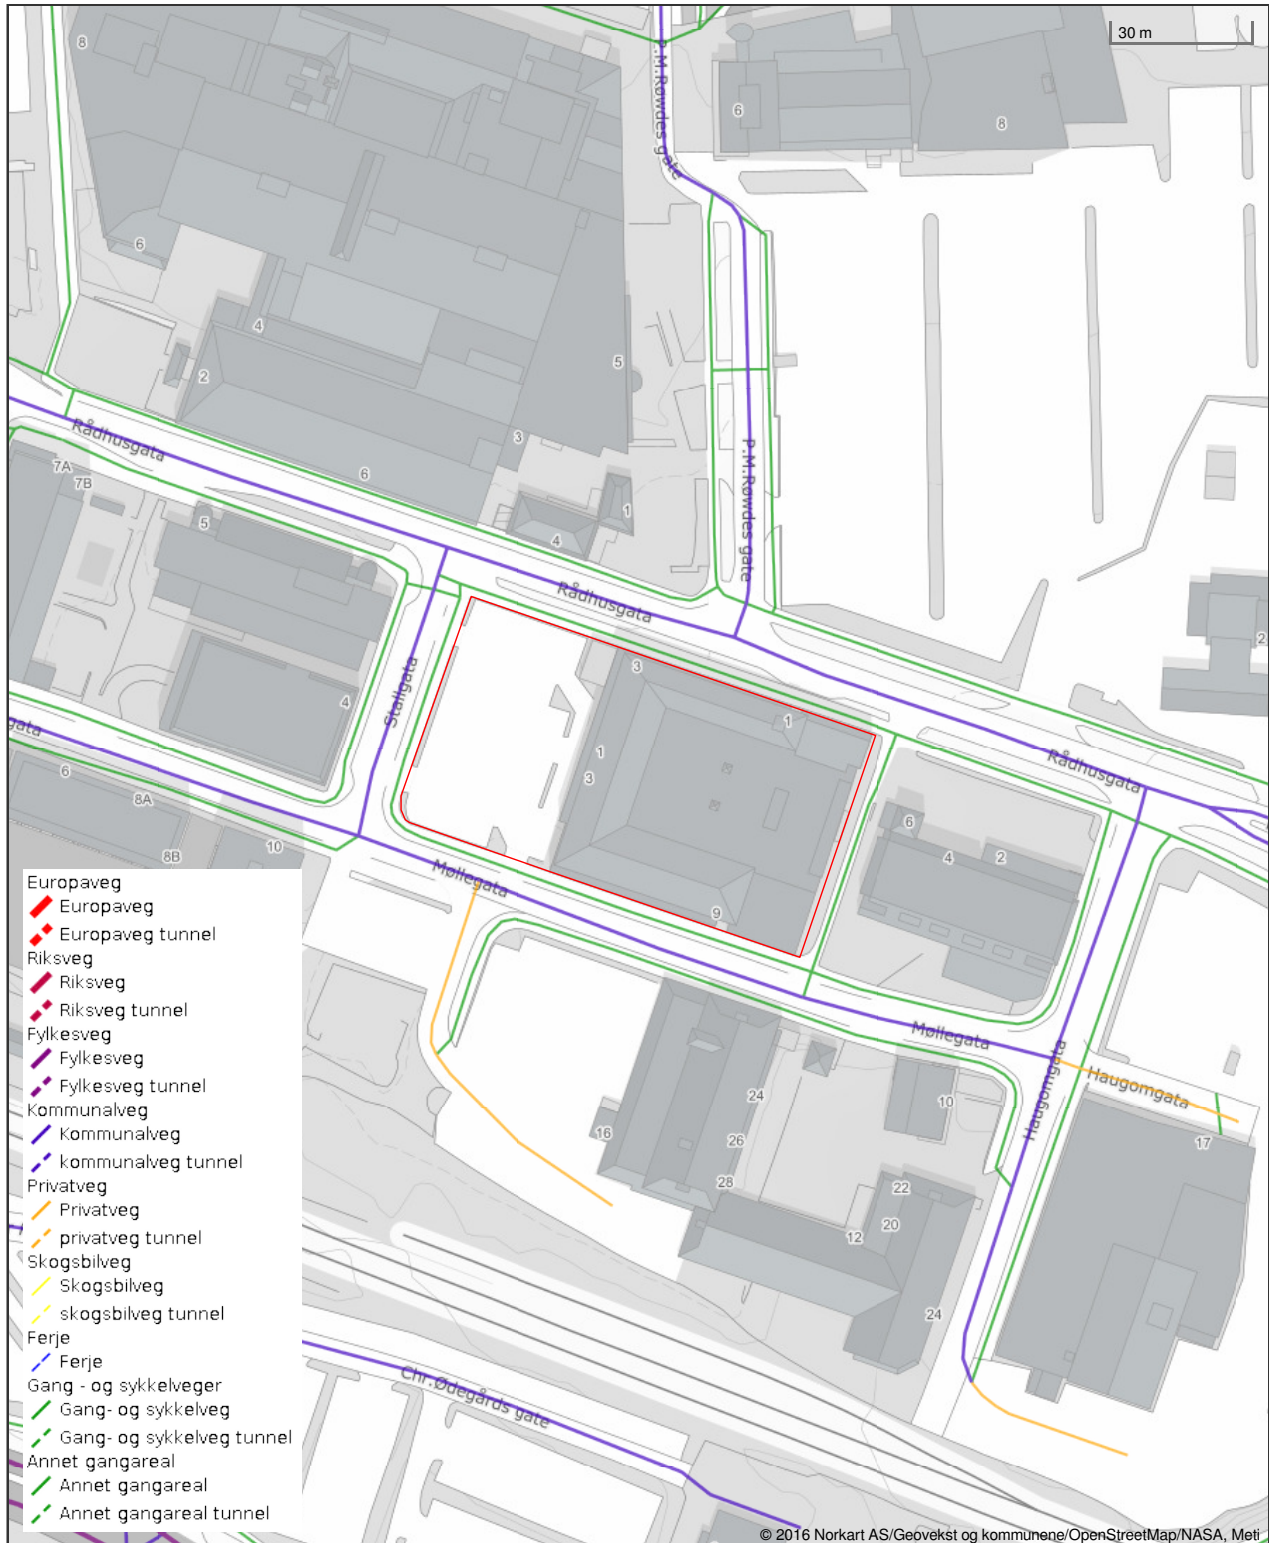 30 m
8
P.M.Røwdes gate
6
8
6
4
2
5
3
Rådhusgata
6
7A
7B
5
1
4
P.M.Røwdes gate
Rådhusgata
2
3
1
Stallgata
4
gata
1
3
Rådhusgata
6
8A
8B
10
6
4
2
Møllegata
9
Møllegata
Haugomgata
Haugomgata
24
10
16
26
17
28
22
20
12
24
Chr.Ødegårds gate
Europaveg
Europaveg
Europaveg tunnel
Riksveg
Riksveg
Riksveg tunnel
Fylkesveg
Fylkesveg
Fylkesveg tunnel
Kommunalveg
Kommunalveg
kommunalveg tunnel
Privatveg
Privatveg
privatveg tunnel
Skogsbilveg
Skogsbilveg
skogsbilveg tunnel
Ferje
Ferje
Gang - og sykkelveger
Gang- og sykkelveg
Gang- og sykkelveg tunnel
Annet gangareal
Annet gangareal
Annet gangareal tunnel
© 2016 Norkart AS/Geovekst og kommunene/OpenStreetMap/NASA, Meti